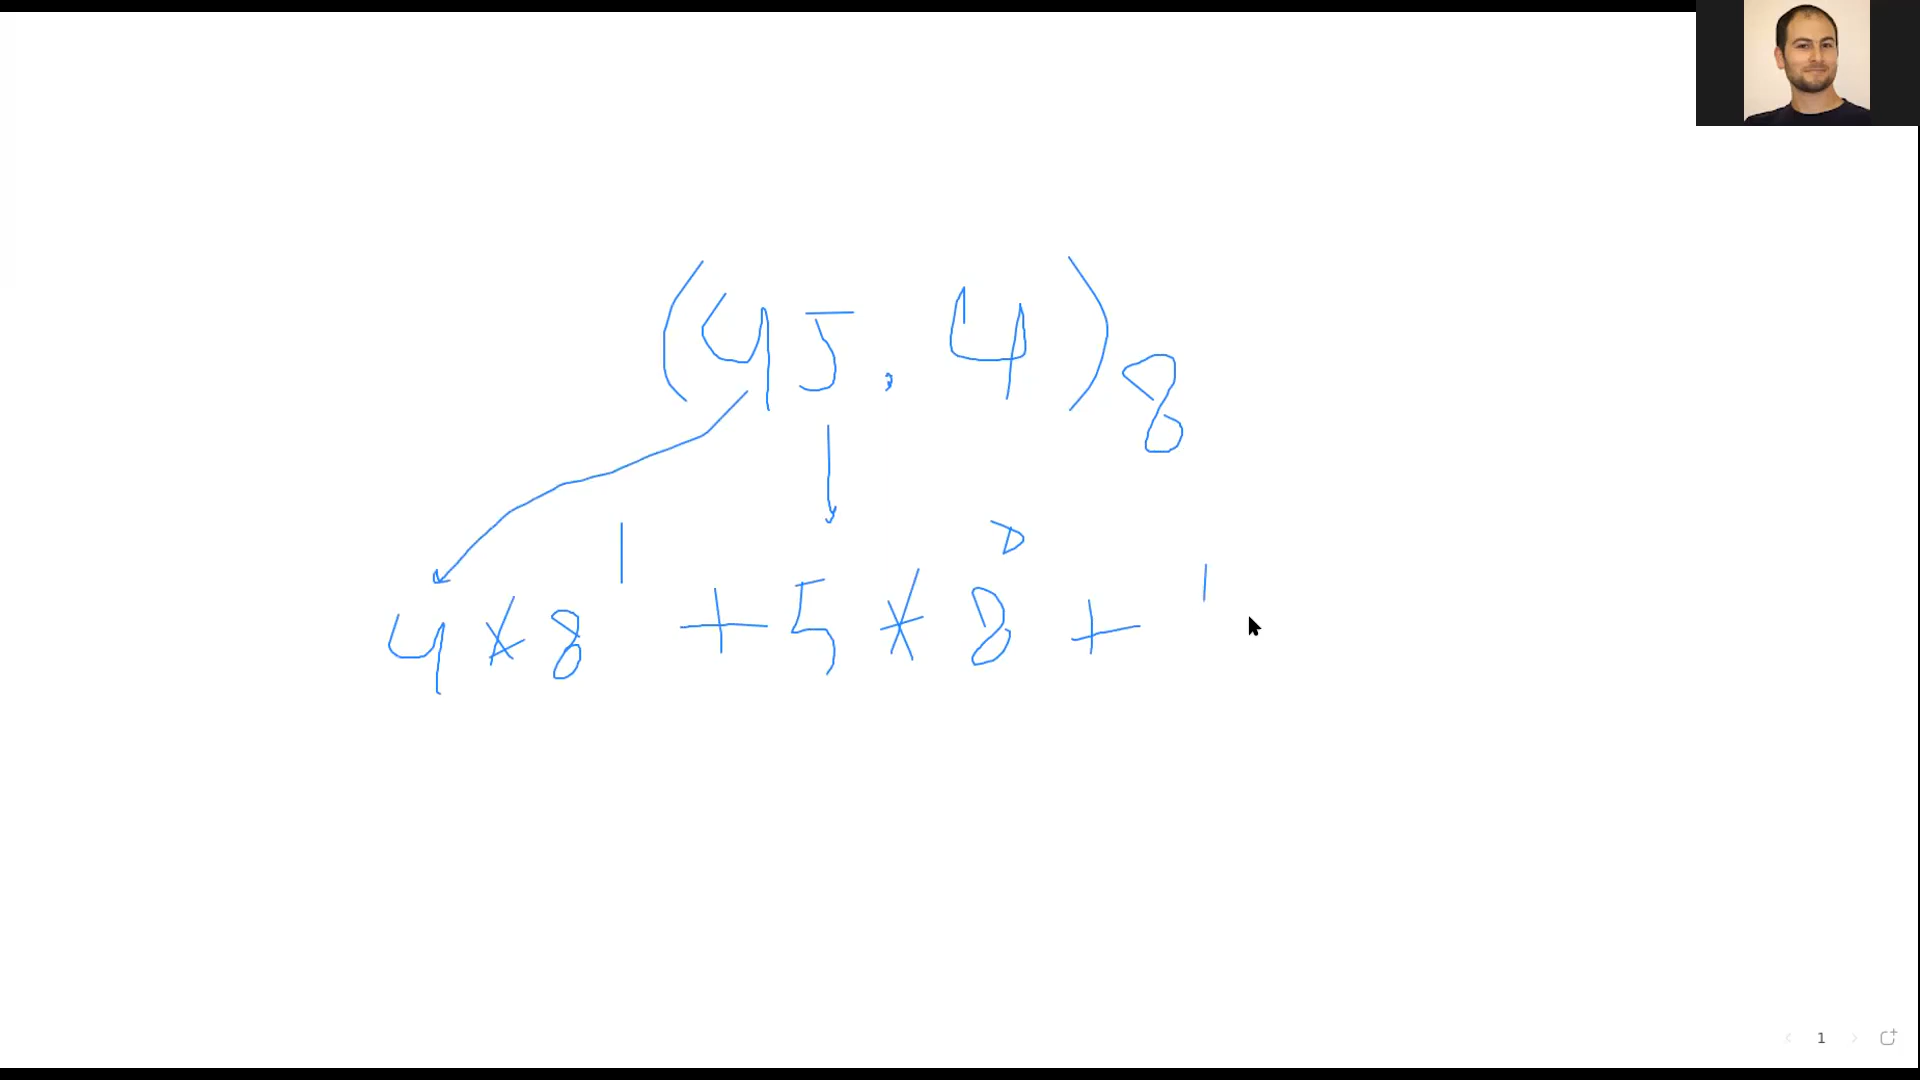 (45.4)8
4*8¹ + 5*8⁰ + 
1